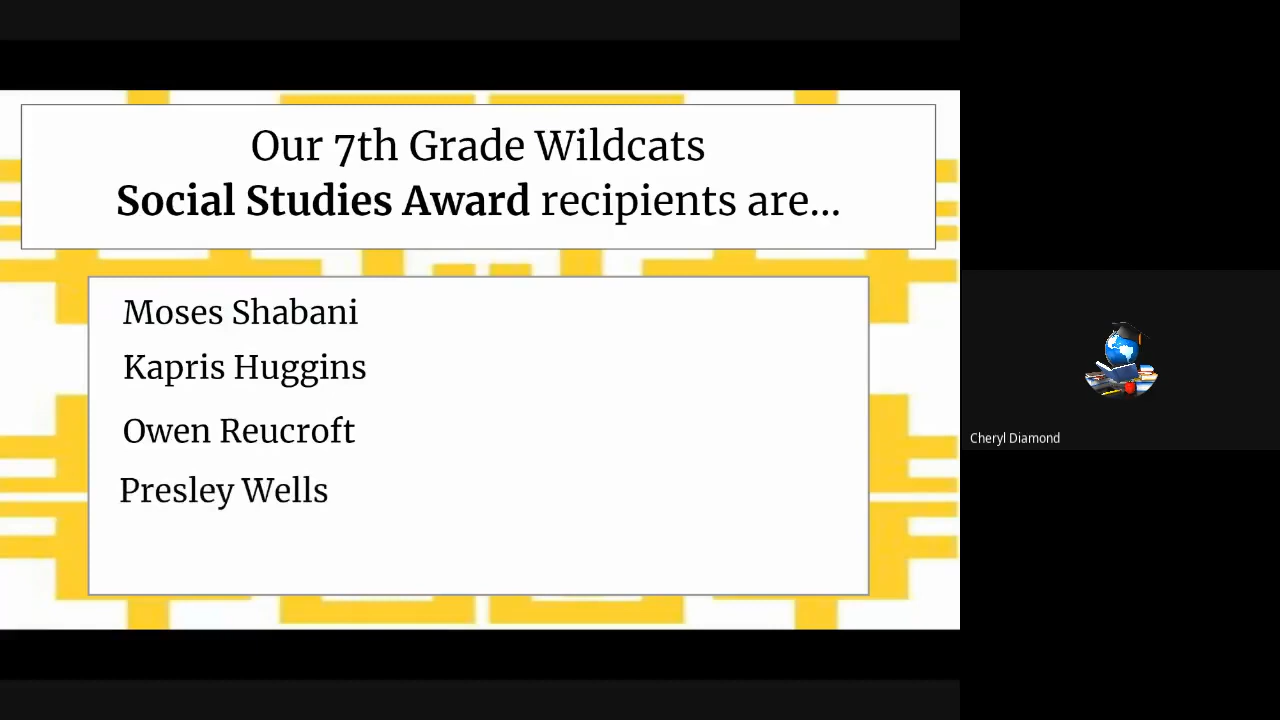 Our 7th Grade Wildcats
Social Studies Award recipients are...
Moses Shabani
Kapris Huggins
Owen Reucroft
Presley Wells
Cheryl Diamond